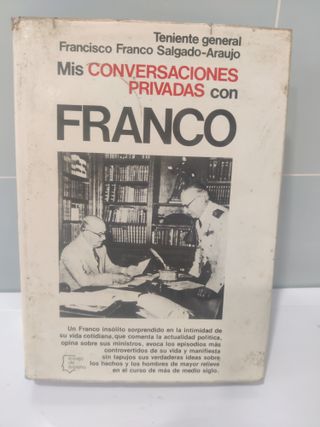 Teniente general
Francisco Franco Salgado-Araujo
Mis CONVERSACIONES
PRIVADAS con
FRANCO
Un Franco insólito sorprendido en la intimidad de
su vida cotidiana, que comenta la actualidad política,
opina sobre sus ministros, evoca los episodios más
controvertidos de su vida y manifiesta
sin tapujos sus verdaderas ideas sobre
los hechos y los hombres de mayor relieve
en el curso de más de medio siglo.
espejo de
españa